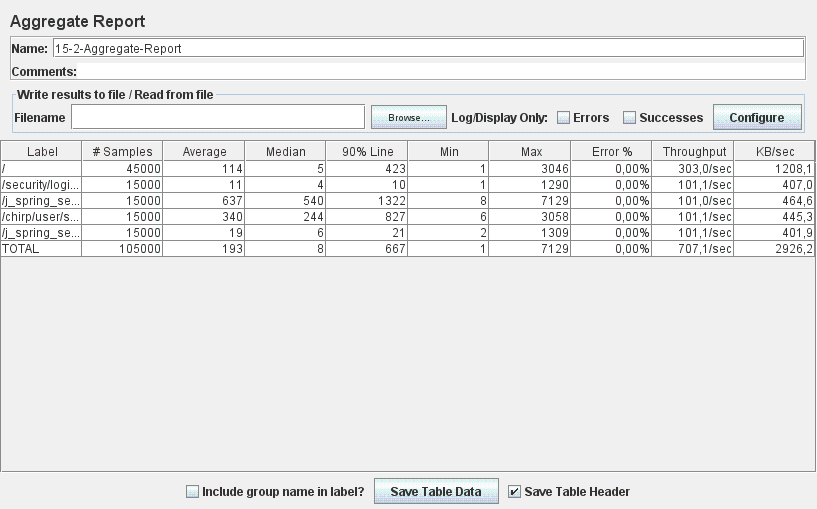 Aggregate Report
Name: 15-2-Aggregate-Report
Comments:
Write results to file / Read from file
Filename Browse... Log/Display Only: Errors Successes Configure
Label # Samples Average Median 90% Line Min Max Error % Throughput KB/sec
/ 45000 114 5 423 1 3046 0,00% 303,0/sec 1208,1
/security/logi... 15000 11 4 10 1 1290 0,00% 101,1/sec 407,0
/j_spring_se... 15000 637 540 1322 8 7129 0,00% 101,0/sec 464,6
/chirp/user/s... 15000 340 244 827 6 3058 0,00% 101,1/sec 445,3
/j_spring_se... 15000 19 6 21 2 1309 0,00% 101,1/sec 401,9
TOTAL 105000 193 8 667 1 7129 0,00% 707,1/sec 2926,2
Include group name in label? Save Table Data Save Table Header